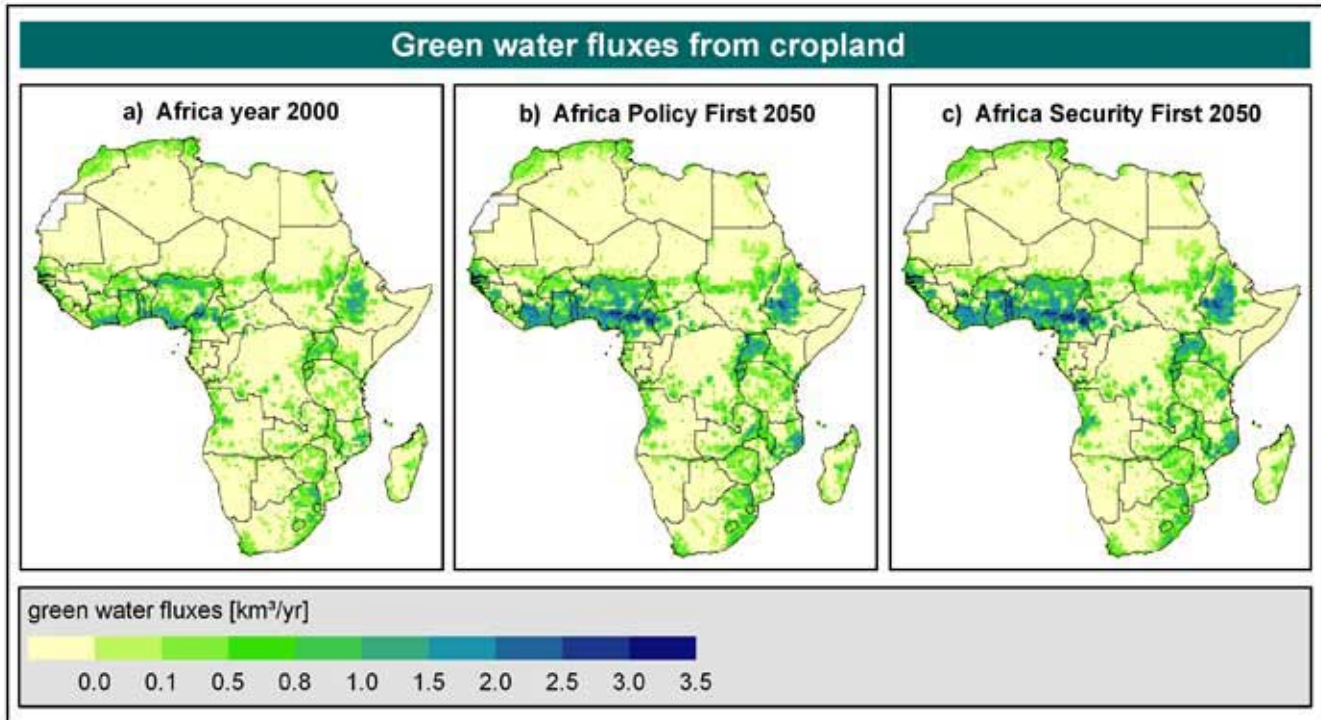 Green water fluxes from cropland
a) Africa year 2000
b) Africa Policy First 2050
c) Africa Security First 2050
green water fluxes [km³/yr]
0.0 0.1 0.5 0.8 1.0 1.5 2.0 2.5 3.0 3.5